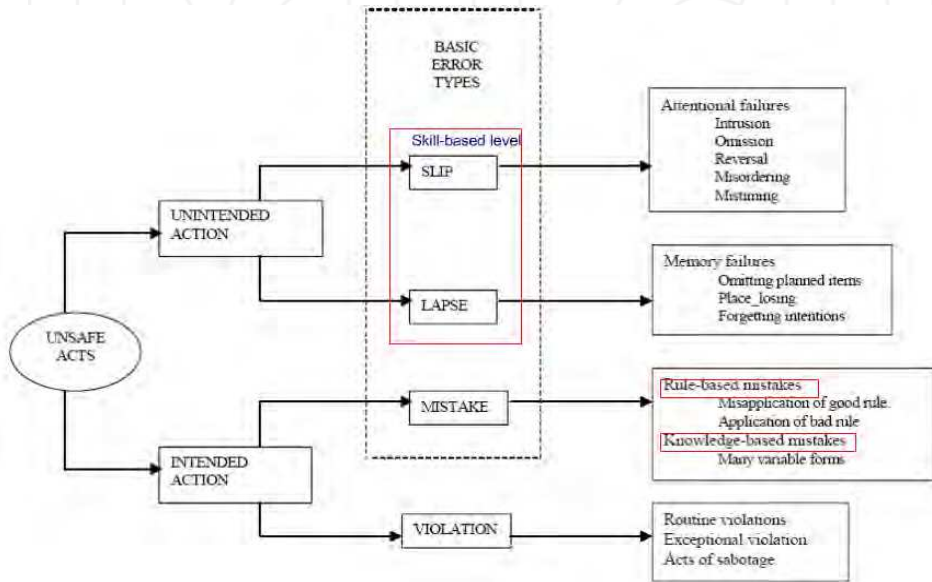 BASIC
ERROR
TYPES
Skill-based level
SLIP
Attentional failures
Intrusion
Omission
Reversal
Misordering
Mistiming
UNINTENDED
ACTION
LAPSE
Memory failures
Omitting planned items
Place_losing
Forgetting intentions
UNSAFE
ACTS
MISTAKE
Rule-based mistakes
Misapplication of good rule.
Application of bad rule
Knowledge-based mistakes
Many variable forms
INTENDED
ACTION
VIOLATION
Routine violations
Exceptional violation
Acts of sabotage